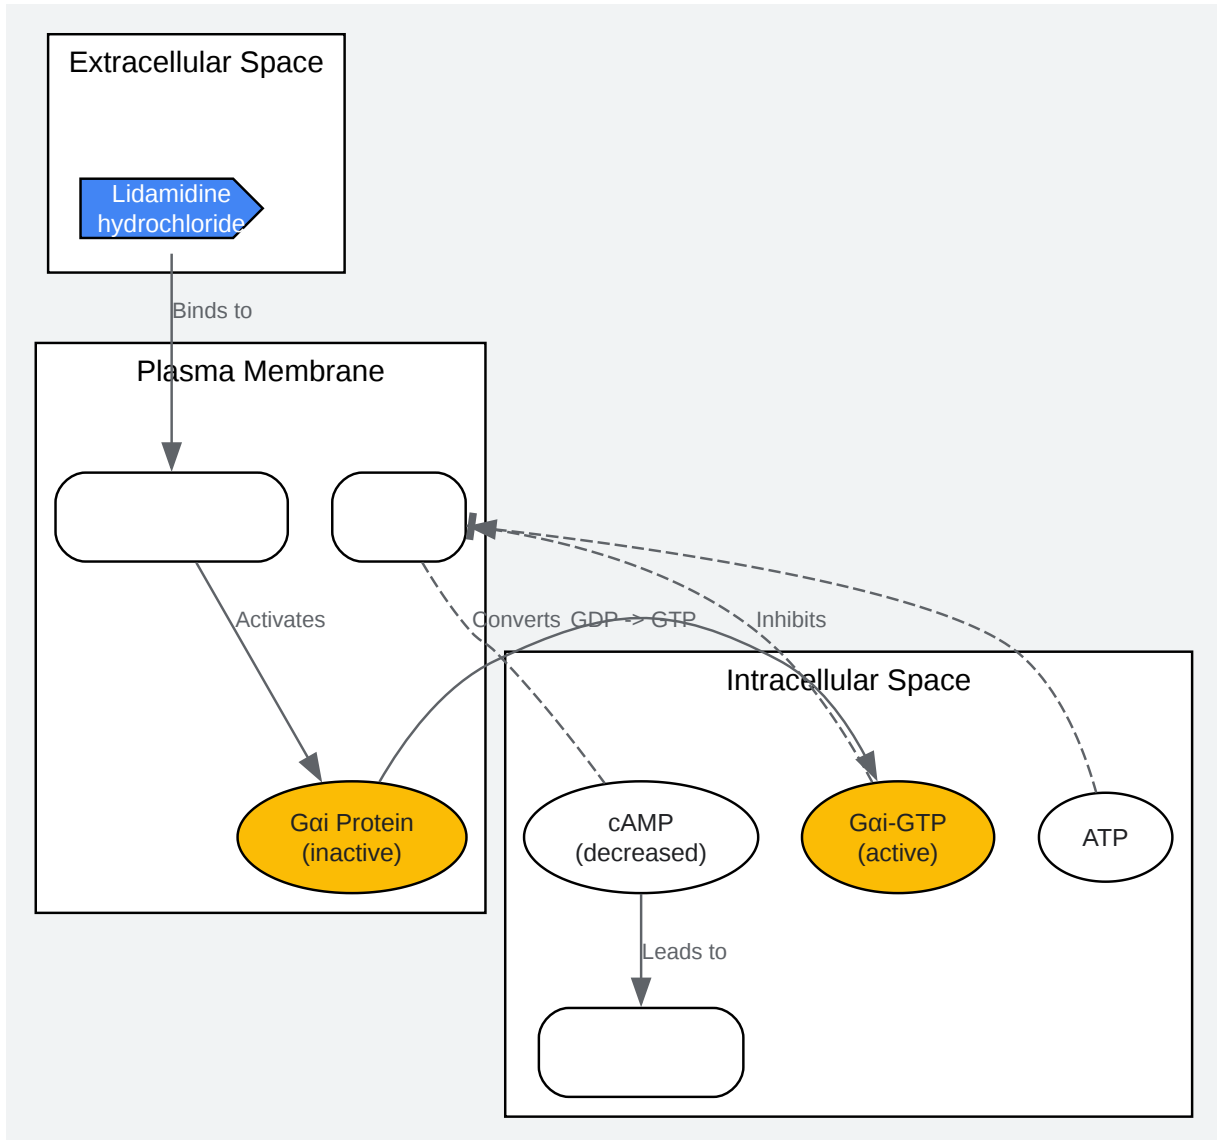 Extracellular Space
Lidamidine
hydrochloride
Binds to
Plasma Membrane
Activates
Converts
GDP -> GTP
Inhibits
Intracellular Space
Gαi Protein
(inactive)
cAMP
(decreased)
Gαi-GTP
(active)
ATP
Leads to